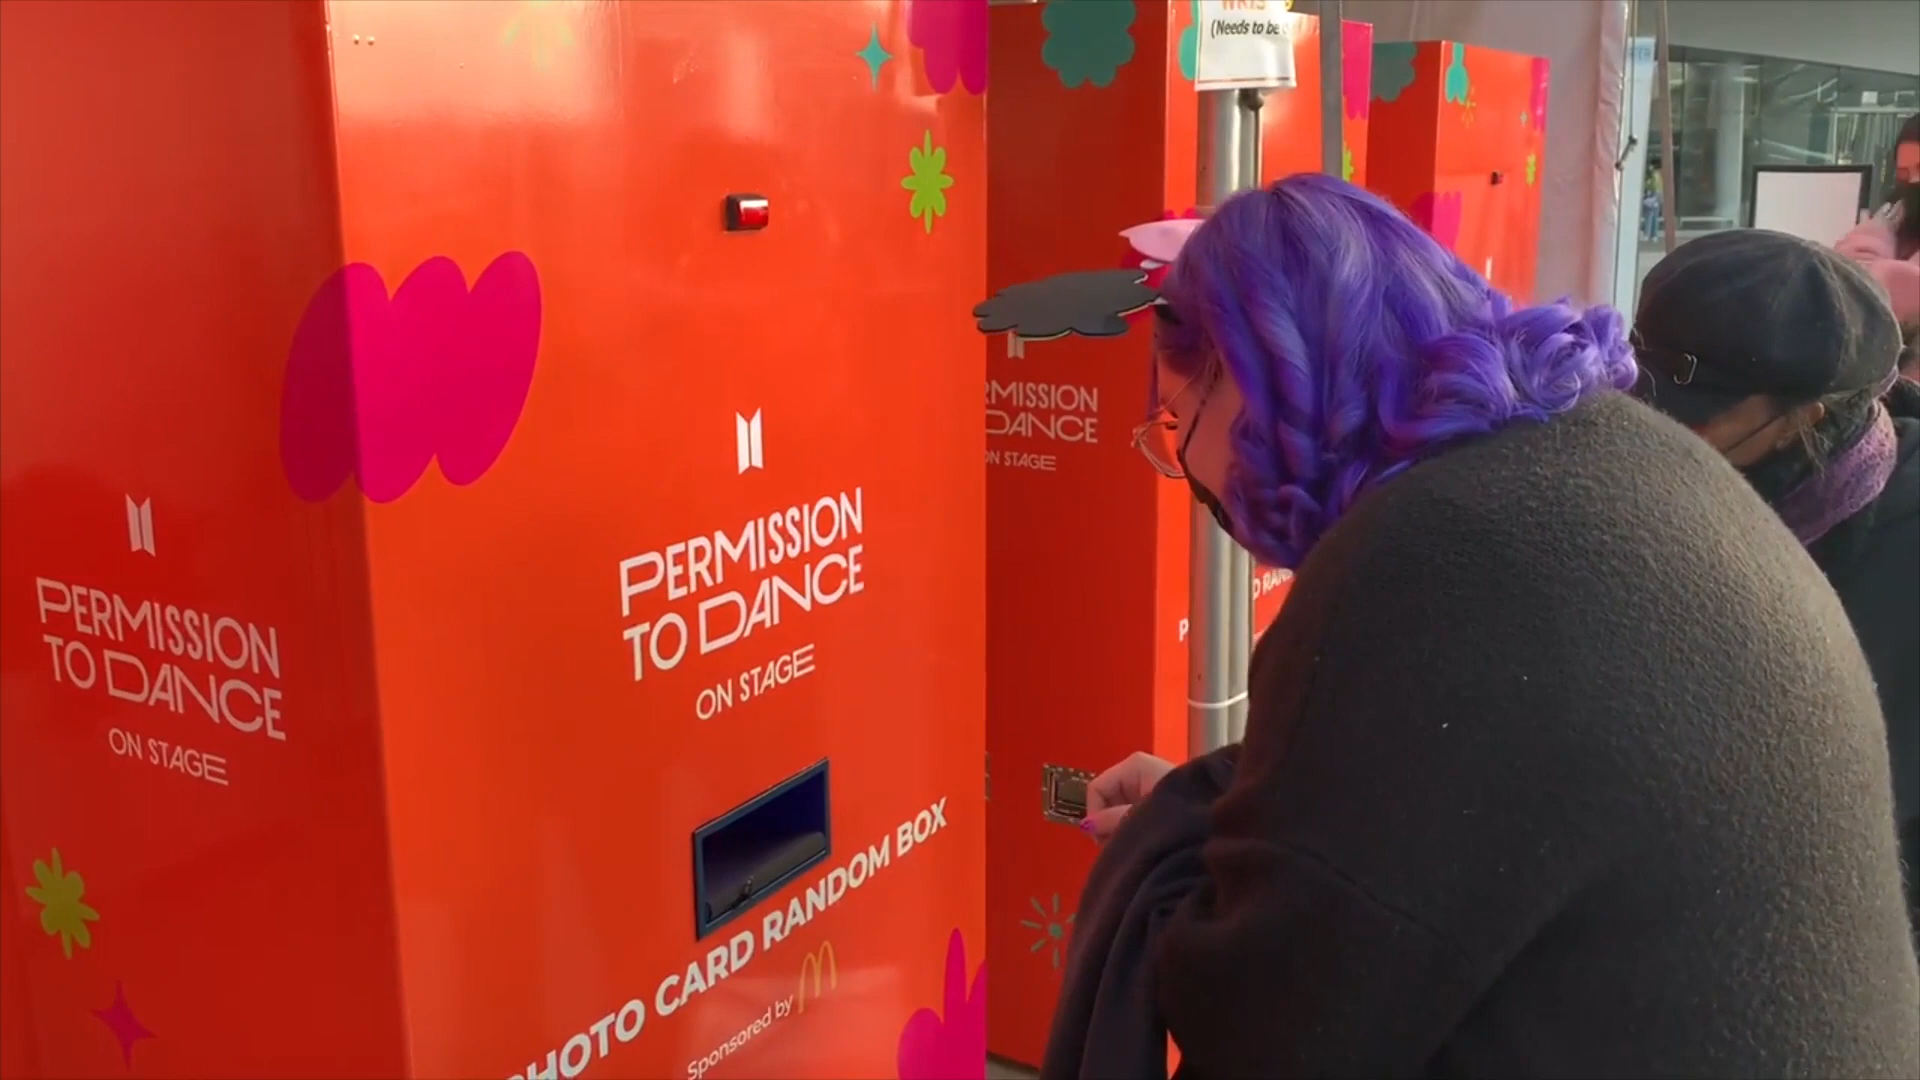 PERMISSION
TO DANCE
ON STAGE
PERMISSION
TO DANCE
ON STAGE
PHOTO CARD RANDOM BOX
Sponsored by
(Needs to be
RMISSION
DANCE
ON STAGE